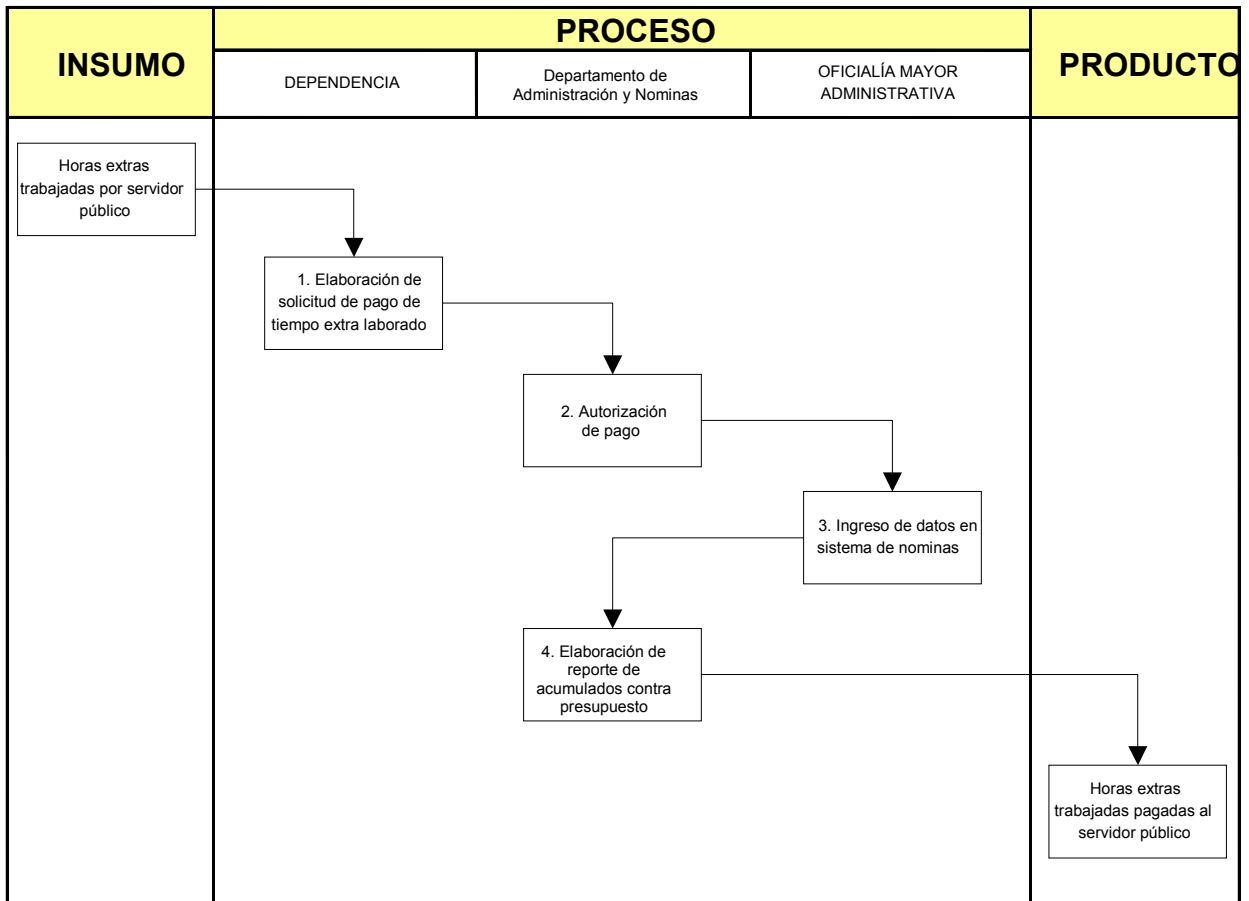 INSUMO
PROCESO
PRODUCTO
DEPENDENCIA
Departamento de
Administración y Nominas
OFICIALÍA MAYOR
ADMINISTRATIVA
Horas extras
trabajadas por servidor
público
1. Elaboración de
solicitud de pago de
tiempo extra laborado
2. Autorización
de pago
3. Ingreso de datos en
sistema de nominas
4. Elaboración de
reporte de
acumulados contra
presupuesto
Horas extras
trabajadas pagadas al
servidor público